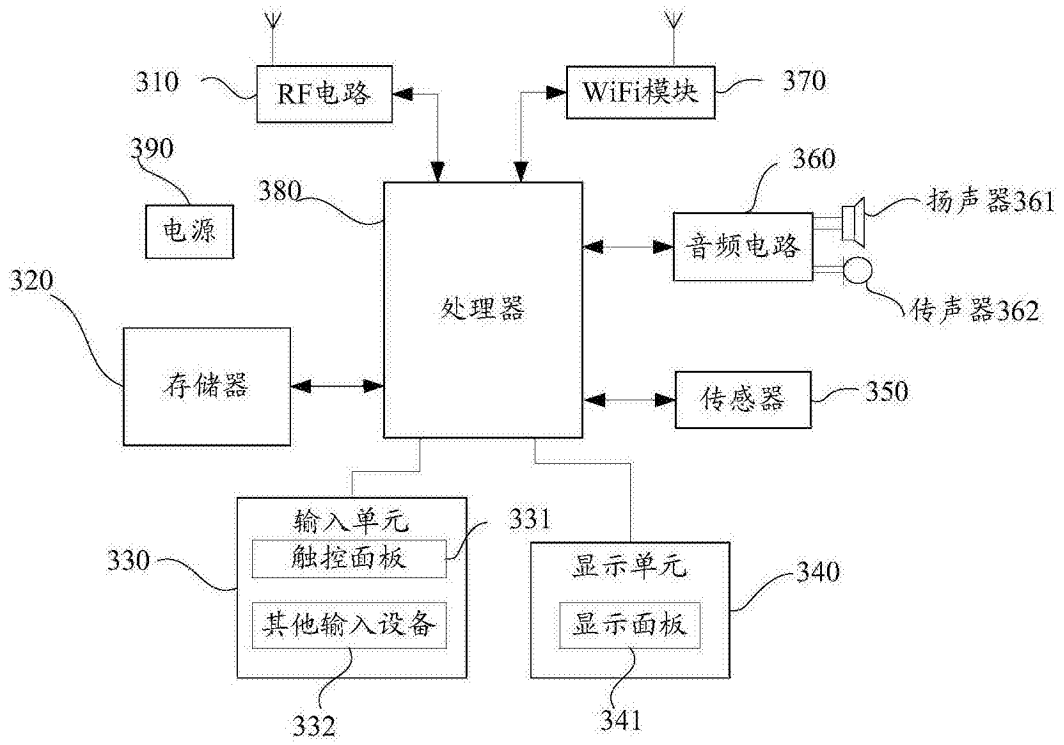 310
RF电路
WiFi模块
370
390
电源
380
360
扬声器361
音频电路
传声器362
320
存储器
处理器
传感器
350
330
输入单元
触控面板
331
其他输入设备
332
显示单元
340
显示面板
341